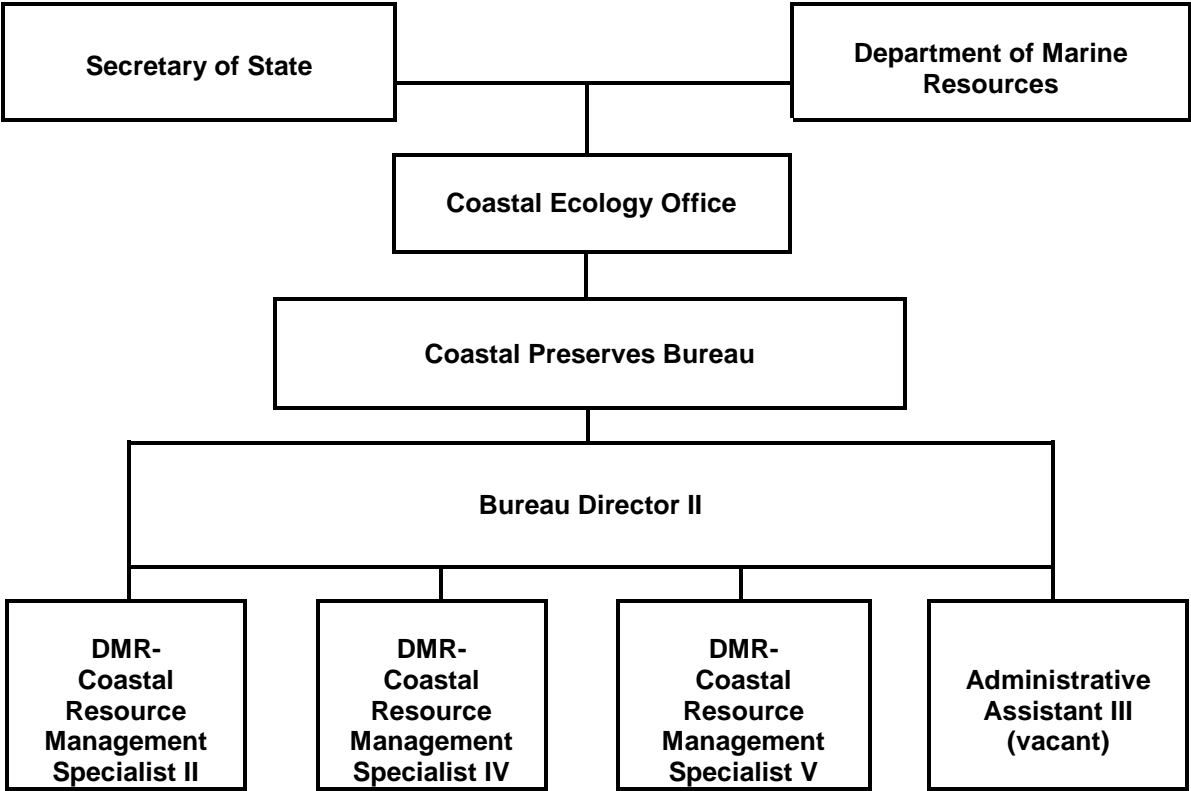 Secretary of State
Department of Marine
Resources
Coastal Ecology Office
Coastal Preserves Bureau
Bureau Director II
DMR-
Coastal
Resource
Management
Specialist II
DMR-
Coastal
Resource
Management
Specialist IV
DMR-
Coastal
Resource
Management
Specialist V
Administrative
Assistant III
(vacant)